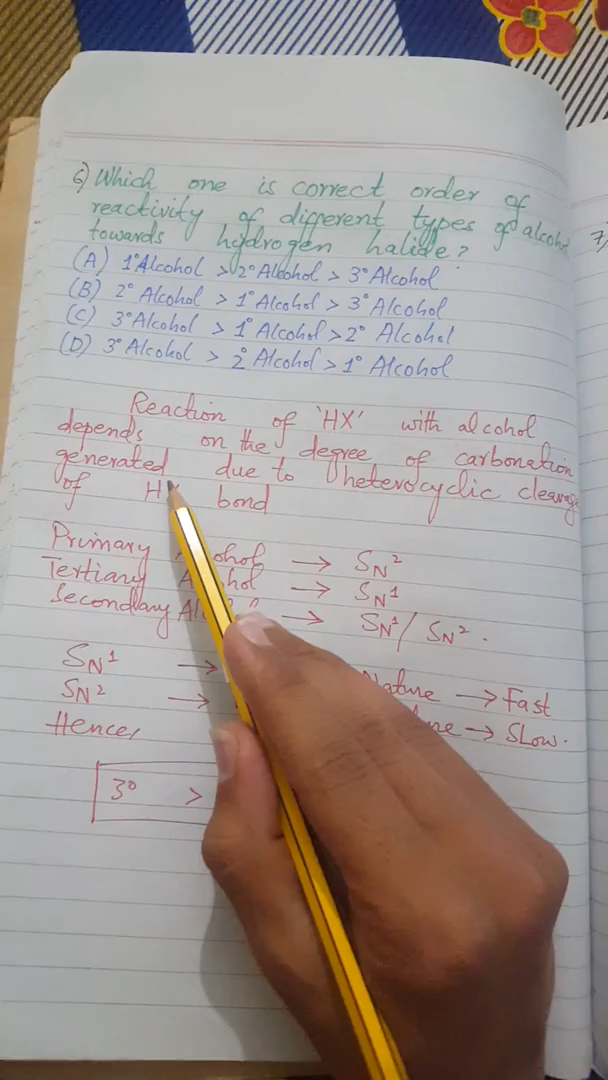 6) Which one is correct order of
reactivity of different types of alcohol
towards hydrogen halide?
(A) 1° Alcohol > 2° Alcohol > 3° Alcohol
(B) 2° Alcohol > 1° Alcohol > 3° Alcohol
(C) 3° Alcohol > 1° Alcohol > 2° Alcohol
(D) 3° Alcohol > 2° Alcohol > 1° Alcohol
Reaction of 'HX' with alcohol
depends on the degree of carbonation
generated due to heterocyclic cleavage
of H bond
Primary → SN²
Tertiary → SN¹
Secondary → SN¹/SN².
SN¹ → Nature → Fast
SN² → → Slow.
Hence,
3° >
7)